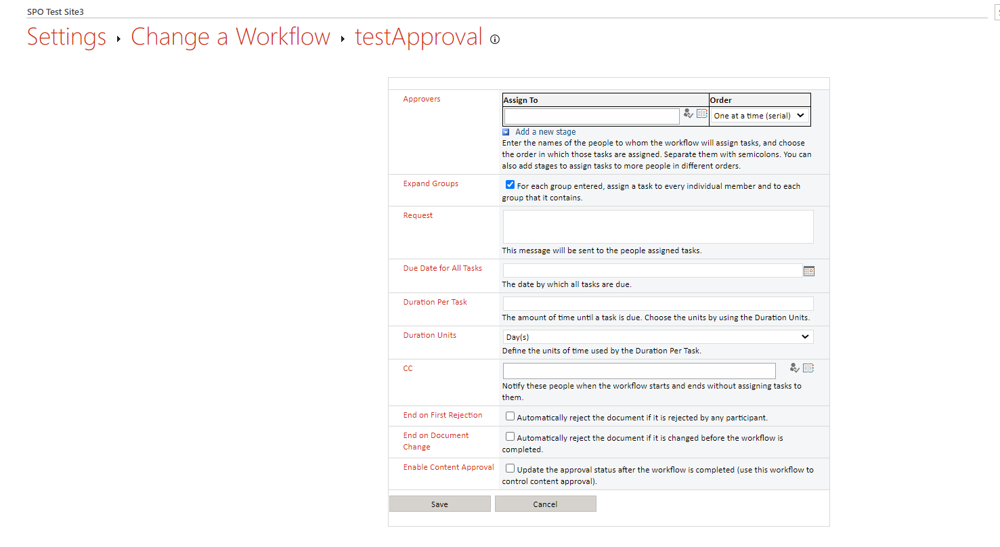 SPO Test Site3
Settings ▸ Change a Workflow ▸ testApproval
Approvers
Assign To Order
One at a time (serial)
Add a new stage
Enter the names of the people to whom the workflow will assign tasks, and choose
the order in which those tasks are assigned. Separate them with semicolons. You can
also add stages to assign tasks to more people in different orders.
Expand Groups
For each group entered, assign a task to every individual member and to each
group that it contains.
Request
This message will be sent to the people assigned tasks.
Due Date for All Tasks
The date by which all tasks are due.
Duration Per Task
The amount of time until a task is due. Choose the units by using the Duration Units.
Duration Units
Day(s)
Define the units of time used by the Duration Per Task.
CC
Notify these people when the workflow starts and ends without assigning tasks to
them.
End on First Rejection
Automatically reject the document if it is rejected by any participant.
End on Document
Change
Automatically reject the document if it is changed before the workflow is
completed.
Enable Content Approval
Update the approval status after the workflow is completed (use this workflow to
control content approval).
Save Cancel